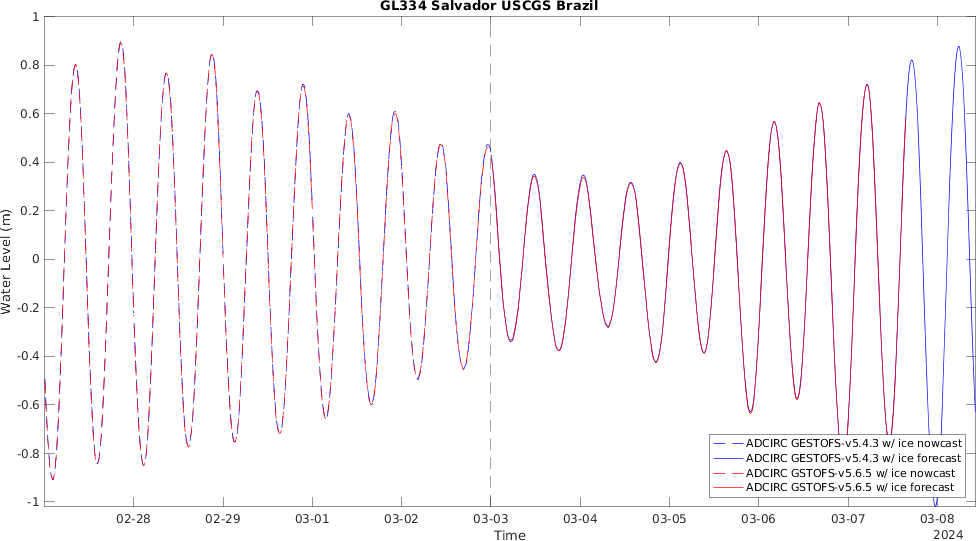 GL334 Salvador USCGS Brazil
1
0.8
0.6
0.4
0.2
0
-0.2
-0.4
-0.6
-0.8
-1
Water Level (m)
ADCIRC GESTOFS-v5.4.3 w/ ice nowcast
ADCIRC GESTOFS-v5.4.3 w/ ice forecast
ADCIRC GSTOFS-v5.6.5 w/ ice nowcast
ADCIRC GSTOFS-v5.6.5 w/ ice forecast
02-28 02-29 03-01 03-02 03-03 03-04 03-05 03-06 03-07 03-08
Time
2024